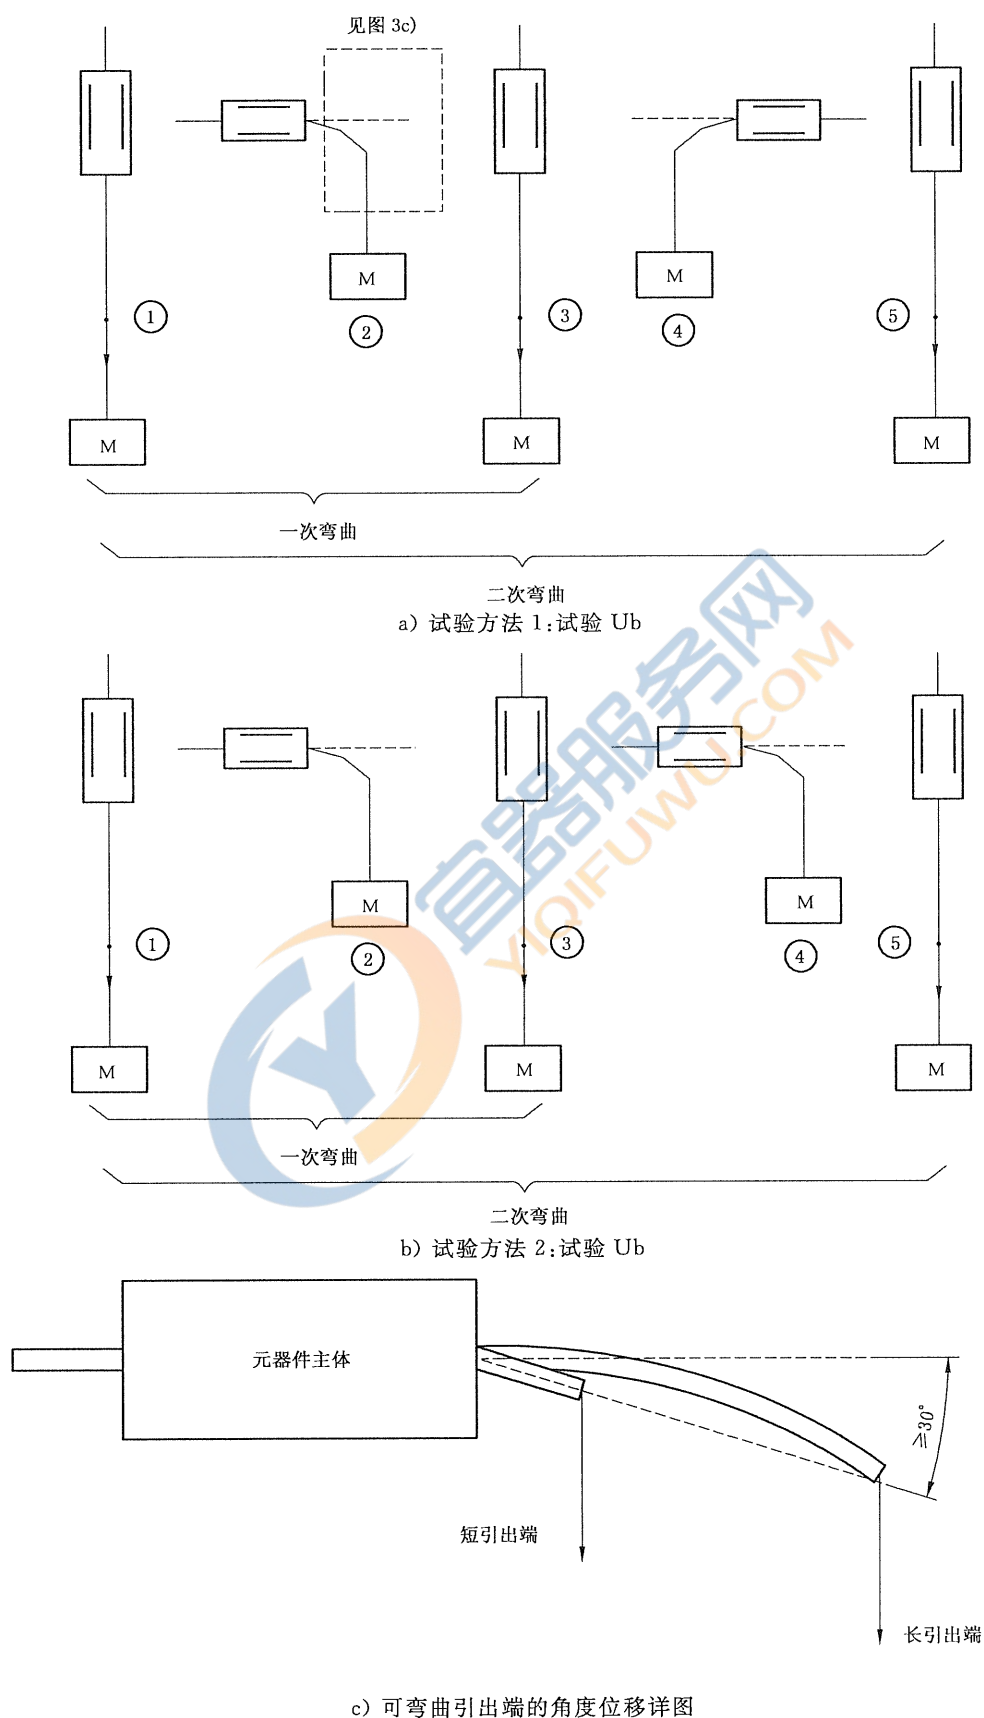 见图 3c)
M
①
②
③
④
⑤
M
M
M
M
一次弯曲
二次弯曲
a) 试验方法 1:试验 Ub
M
M
①
②
③
④
⑤
M
M
M
一次弯曲
二次弯曲
b) 试验方法 2:试验 Ub
元器件主体
≥30°
短引出端
长引出端
c) 可弯曲引出端的角度位移详图
仪器服务网
YIQIFUWU.COM